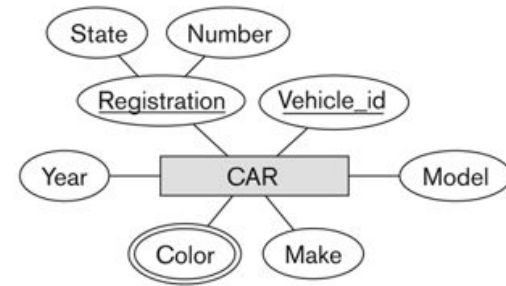 State
Number
Registration
Vehicle_id
Year
CAR
Model
Color
Make